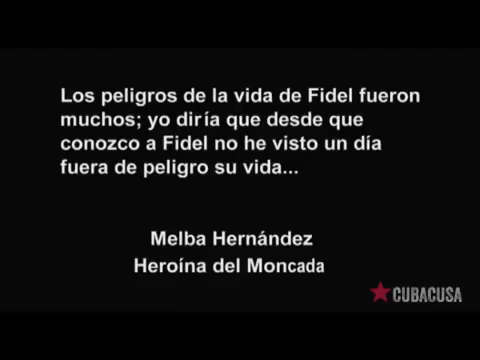 Los peligros de la vida de Fidel fueron
muchos; yo diría que desde que
conozco a Fidel no he visto un día
fuera de peligro su vida...
Melba Hernández
Heroína del Moncada
CUBACUSA